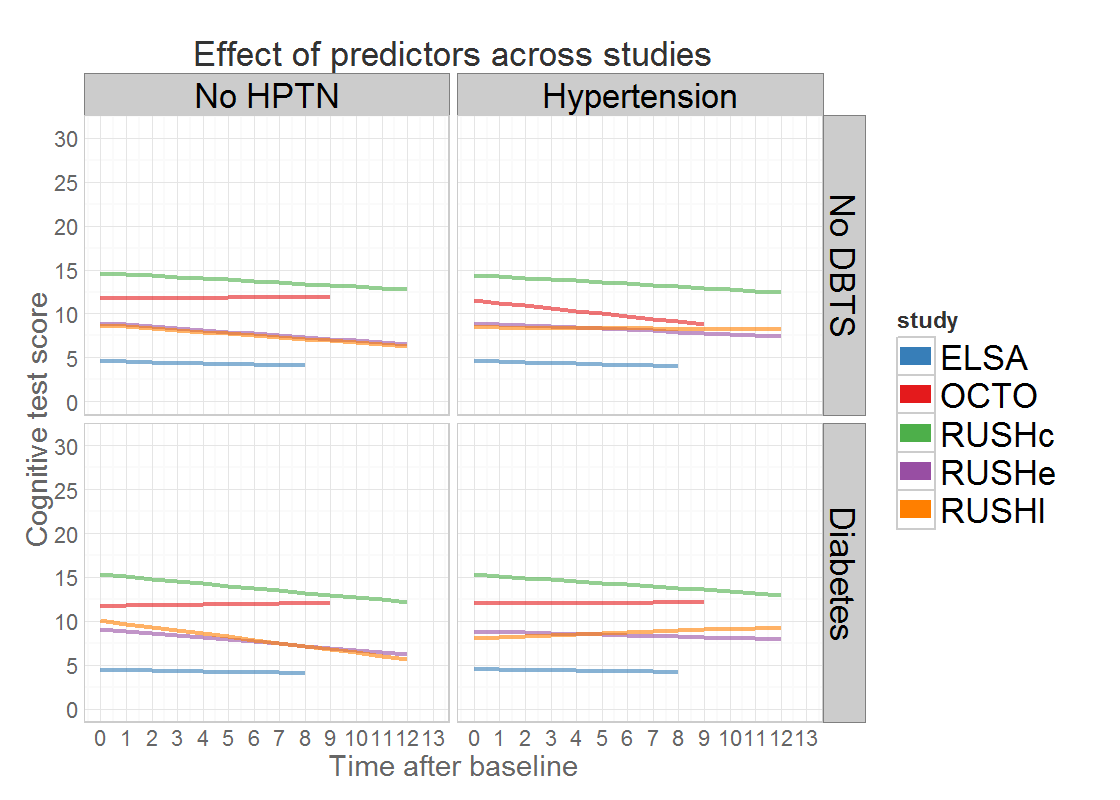 Effect of predictors across studies
No HPTN
Hypertension
30
25
20
15
10
5
0
No DBTS
30
25
20
15
10
5
0
Diabetes
Cognitive test score
0 1 2 3 4 5 6 7 8 9 10 11 12 13
0 1 2 3 4 5 6 7 8 9 10 11 12 13
Time after baseline
study
ELSA
OCTO
RUSHc
RUSHe
RUSHl